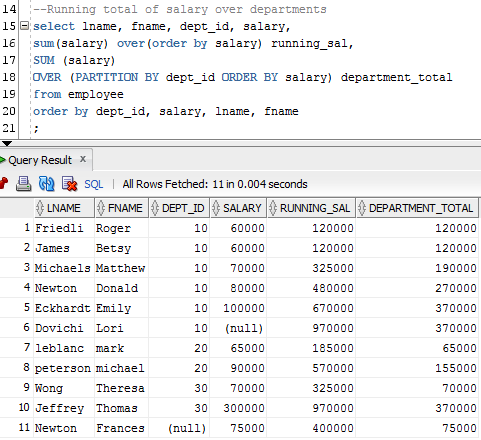 14 --Running total of salary over departments
15 select lname, fname, dept_id, salary,
16 sum(salary) over(order by salary) running_sal,
17 SUM (salary)
18 OVER (PARTITION BY dept_id ORDER BY salary) department_total
19 from employee
20 order by dept_id, salary, lname, fname
21 ;
Query Result x
SQL | All Rows Fetched: 11 in 0.004 seconds
LNAME FNAME DEPT_ID SALARY RUNNING_SAL DEPARTMENT_TOTAL
1 Friedli Roger 10 60000 120000 120000
2 James Betsy 10 60000 120000 120000
3 Michaels Matthew 10 70000 325000 190000
4 Newton Donald 10 80000 480000 270000
5 Eckhardt Emily 10 100000 670000 370000
6 Dovichi Lori 10 (null) 970000 370000
7 leblanc mark 20 65000 185000 65000
8 peterson michael 20 90000 570000 155000
9 Wong Theresa 30 70000 325000 70000
10 Jeffrey Thomas 30 300000 970000 370000
11 Newton Frances (null) 75000 400000 75000